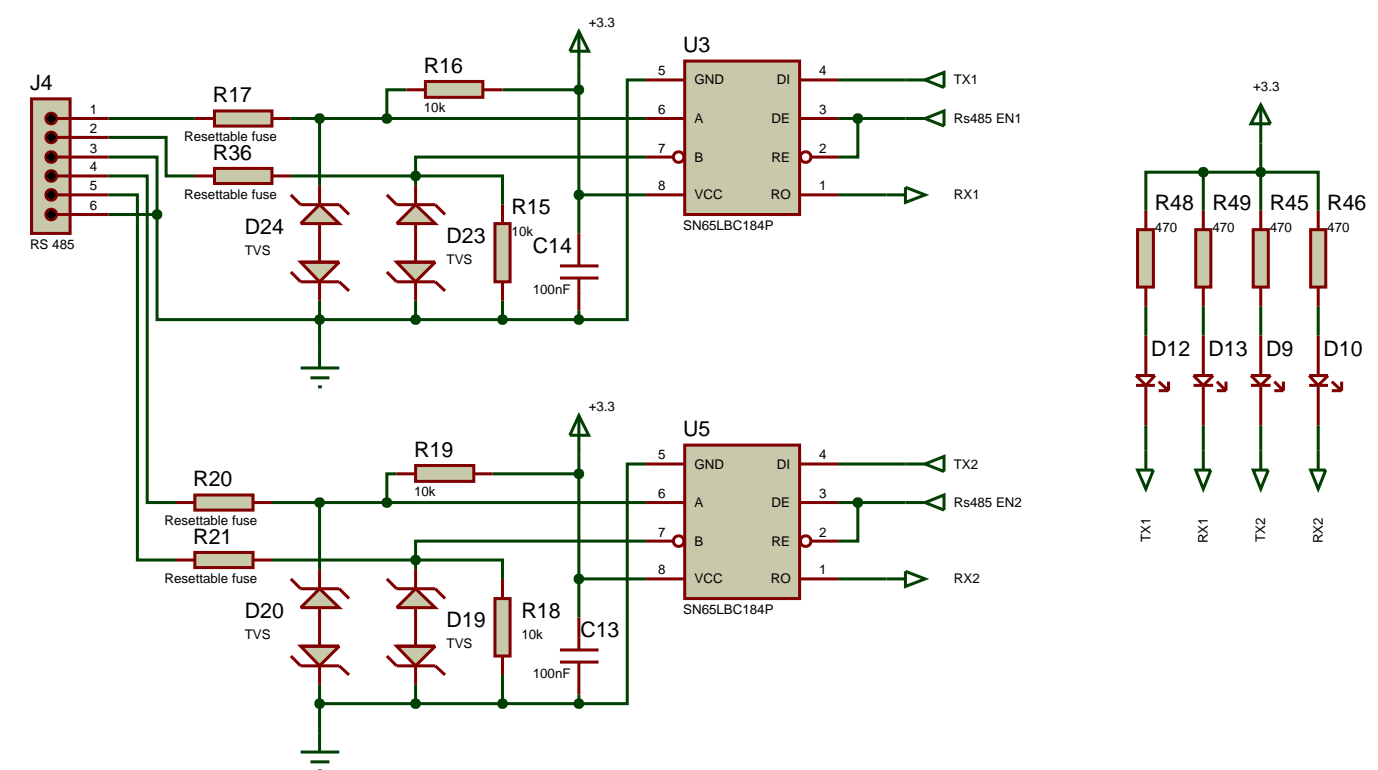 +3.3
U3
R16
10k
J4
R17
Resettable fuse
R36
Resettable fuse
1
2
3
4
5
6
RS 485
D24
TVS
D23
TVS
R15
10k
C14
100nF
5 GND DI 4
6 A DE 3
7 B RE 2
8 VCC RO 1
SN65LBC184P
TX1
Rs485 EN1
RX1
+3.3
U5
R19
10k
R20
Resettable fuse
R21
Resettable fuse
D20
TVS
D19
TVS
R18
10k
C13
100nF
5 GND DI 4
6 A DE 3
7 B RE 2
8 VCC RO 1
SN65LBC184P
TX2
Rs485 EN2
RX2
+3.3
R48 R49 R45 R46
470 470 470 470
D12 D13 D9 D10
TX1 RX1 TX2 RX2